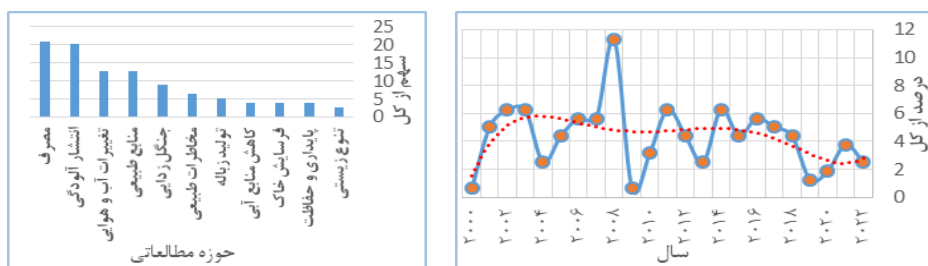 25
20
15
10
5
0
سهم از کل
مصرف
انتشار آلودگی
تغییرات آب و هوایی
منابع طبیعی
جنگل زدایی
مخاطرات طبیعی
تولید زباله
کاهش منابع آبی
فرسایش خاک
پایداری و حفاظت
تنوع زیستی
حوزه مطالعاتی
12
10
8
6
4
2
0
درصد از کل
۲۰۰۰
۲۰۰۲
۲۰۰۴
۲۰۰۶
۲۰۰۸
۲۰۱۰
۲۰۱۲
۲۰۱۴
۲۰۱۶
۲۰۱۸
۲۰۲۰
۲۰۲۲
سال